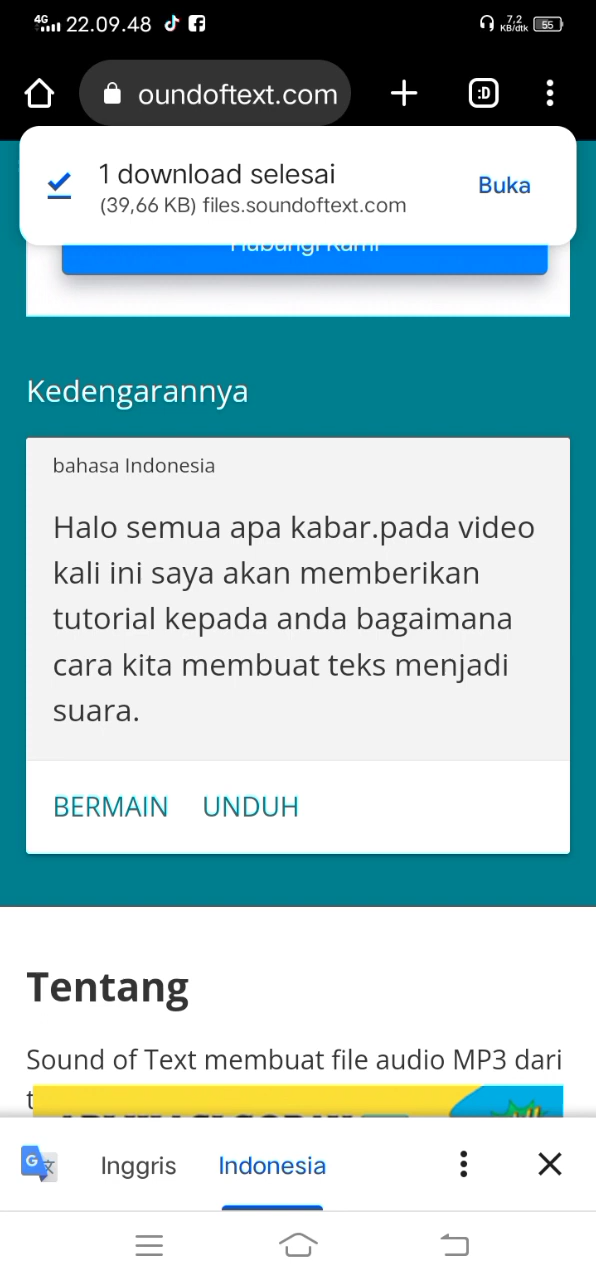 4G 22.09.48 7,2 KB/dtk 55
oundoftext.com :D
1 download selesai
(39,66 KB) files.soundoftext.com
Buka
Hubungi Kami
Kedengarannya
bahasa Indonesia
Halo semua apa kabar.pada video
kali ini saya akan memberikan
tutorial kepada anda bagaimana
cara kita membuat teks menjadi
suara.
BERMAIN UNDUH
Tentang
Sound of Text membuat file audio MP3 dari
Inggris Indonesia